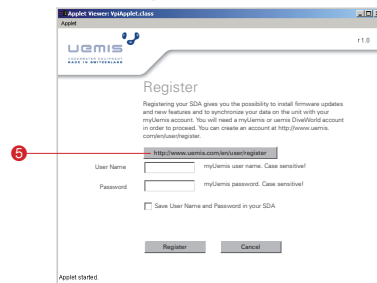 Applet Viewer: VpiApplet.class
Applet
uemis
UNDERWATER EQUIPMENT
MADE IN SWITZERLAND
r 1.0
Register
Registering your SDA gives you the possibility to install firmware updates
and new features and to synchronize your data on the unit with your
myUemis account. You will need a myUemis or uemis DiveWorld account
in order to proceed. You can create an account at http://www.uemis.
com/en/user/register.
5
http://www.uemis.com/en/user/register
User Name
myUemis user name. Case sensitive!
Password
myUemis password. Case sensitive!
Save User Name and Password in your SDA
Register
Cancel
Applet started.